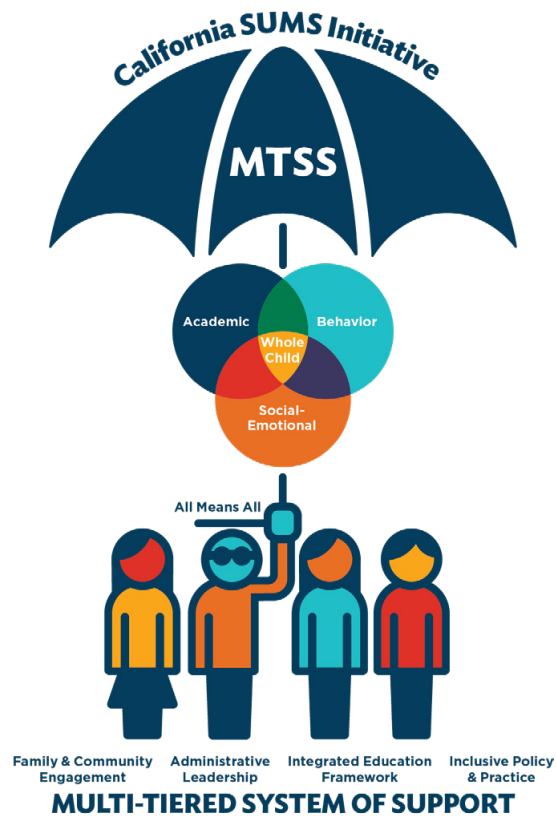 California SUMS Initiative
MTSS
Academic
Behavior
Whole
Child
Social-
Emotional
All Means All
Family & Community
Engagement
Administrative
Leadership
Integrated Education
Framework
Inclusive Policy
& Practice
MULTI-TIERED SYSTEM OF SUPPORT